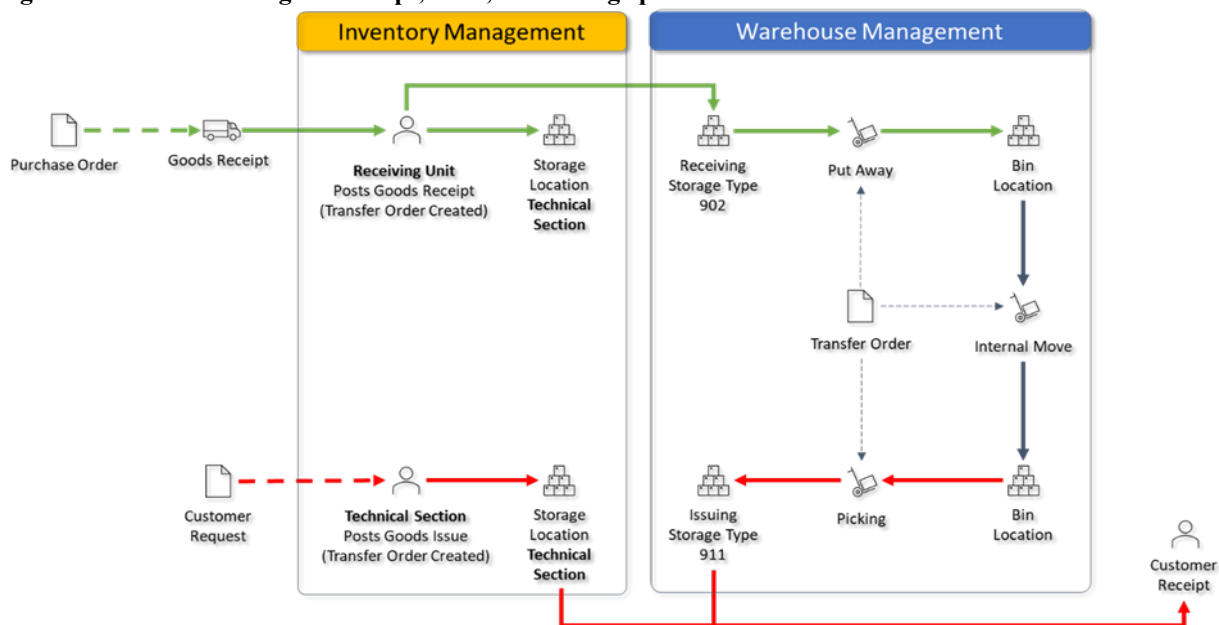 Inventory Management
Warehouse Management
Purchase Order
Goods Receipt
Receiving Unit
Posts Goods Receipt
(Transfer Order Created)
Storage
Location
Technical
Section
Receiving
Storage Type
902
Put Away
Bin
Location
Transfer Order
Internal Move
Customer
Request
Technical Section
Posts Goods Issue
(Transfer Order Created)
Storage
Location
Technical
Section
Issuing
Storage Type
911
Picking
Bin
Location
Customer
Receipt